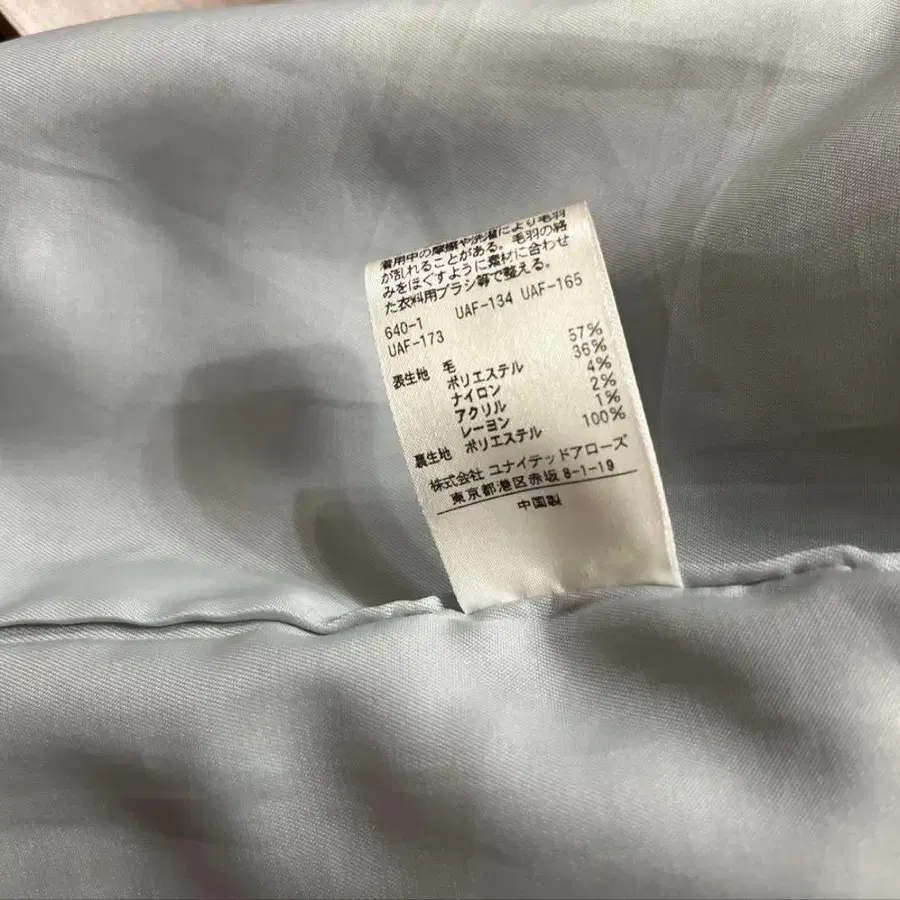 着用中の摩擦や洗濯により毛羽
が乱れることがある。毛羽の絡
みをほぐすように素材に合わせ
た衣料用ブラシ等で整える。
640-1 UAF-134 UAF-165
UAF-173
表生地 毛 57%
ポリエステル 36%
ナイロン 4%
アクリル 2%
レーヨン 1%
裏生地 ポリエステル 100%
株式会社 ユナイテッドアローズ
東京都港区赤坂 8-1-19
中国製